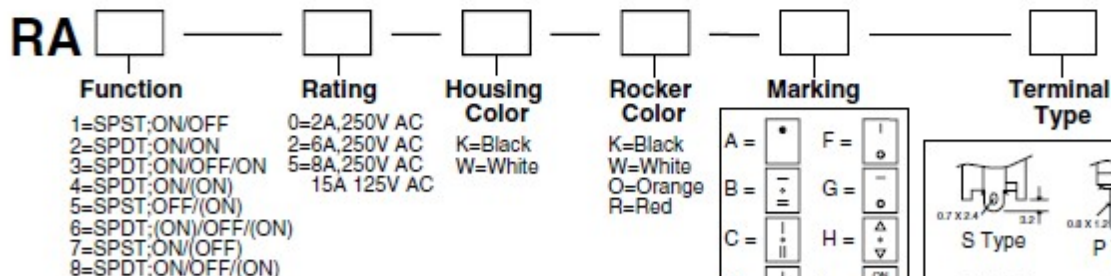 RA
Function
Rating
Housing Color
Rocker Color
Marking
Terminal Type
1=SPST;ON/OFF
2=SPDT;ON/ON
3=SPDT;ON/OFF/ON
4=SPDT;ON/(ON)
5=SPST;OFF/(ON)
6=SPDT;(ON)/OFF/(ON)
7=SPST;ON/(OFF)
8=SPDT;ON/OFF/(ON)
0=2A,250V AC
2=6A,250V AC
5=8A,250V AC
15A 125V AC
K=Black
W=White
K=Black
W=White
O=Orange
R=Red
A =
F =
B =
G =
C =
H =
ON
0.7 X 2.4
3.2
S Type
P